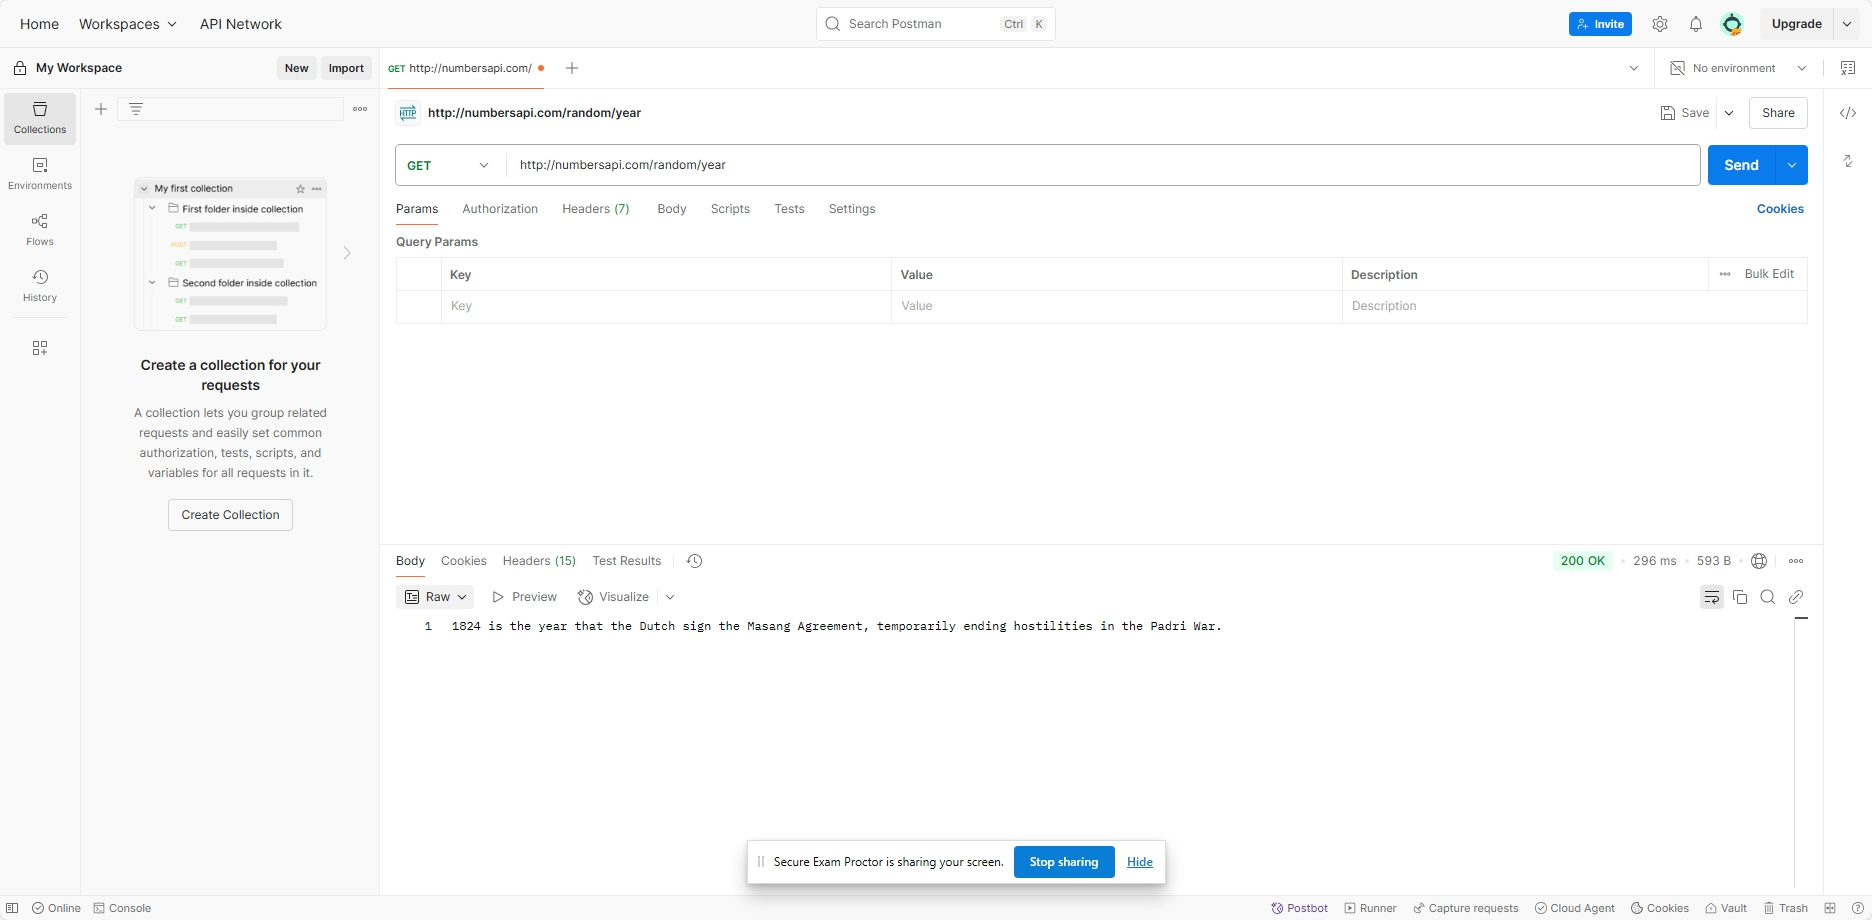 Home Workspaces API Network Search Postman Ctrl K Invite Upgrade
My Workspace New Import GET http://numbersapi.com/ No environment
Collections
Environments
Flows
History
My first collection
First folder inside collection
GET
POST
GET
Second folder inside collection
GET
GET
Create a collection for your
requests
A collection lets you group related
requests and easily set common
authorization, tests, scripts, and
variables for all requests in it.
Create Collection
HTTP http://numbersapi.com/random/year Save Share
GET http://numbersapi.com/random/year Send
Params Authorization Headers (7) Body Scripts Tests Settings Cookies
Query Params
Key Value Description Bulk Edit
Key Value Description
Body Cookies Headers (15) Test Results 200 OK • 296 ms • 593 B •
Raw Preview Visualize
1 1824 is the year that the Dutch sign the Masang Agreement, temporarily ending hostilities in the Padri War.
Secure Exam Proctor is sharing your screen. Stop sharing Hide
Online Console Postbot Runner Capture requests Cloud Agent Cookies Vault Trash